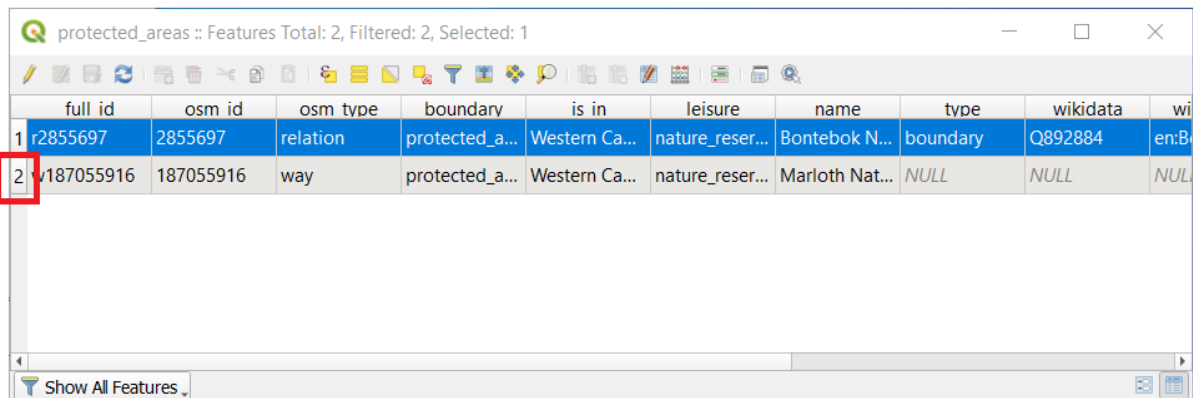 protected_areas :: Features Total: 2, Filtered: 2, Selected: 1
full_id osm_id osm_type boundary is_in leisure name type wikidata wi
1 r2855697 2855697 relation protected_a... Western Ca... nature_reser... Bontebok N... boundary Q892884 en:B
2 w187055916 187055916 way protected_a... Western Ca... nature_reser... Marloth Nat... NULL NULL NULL
Show All Features